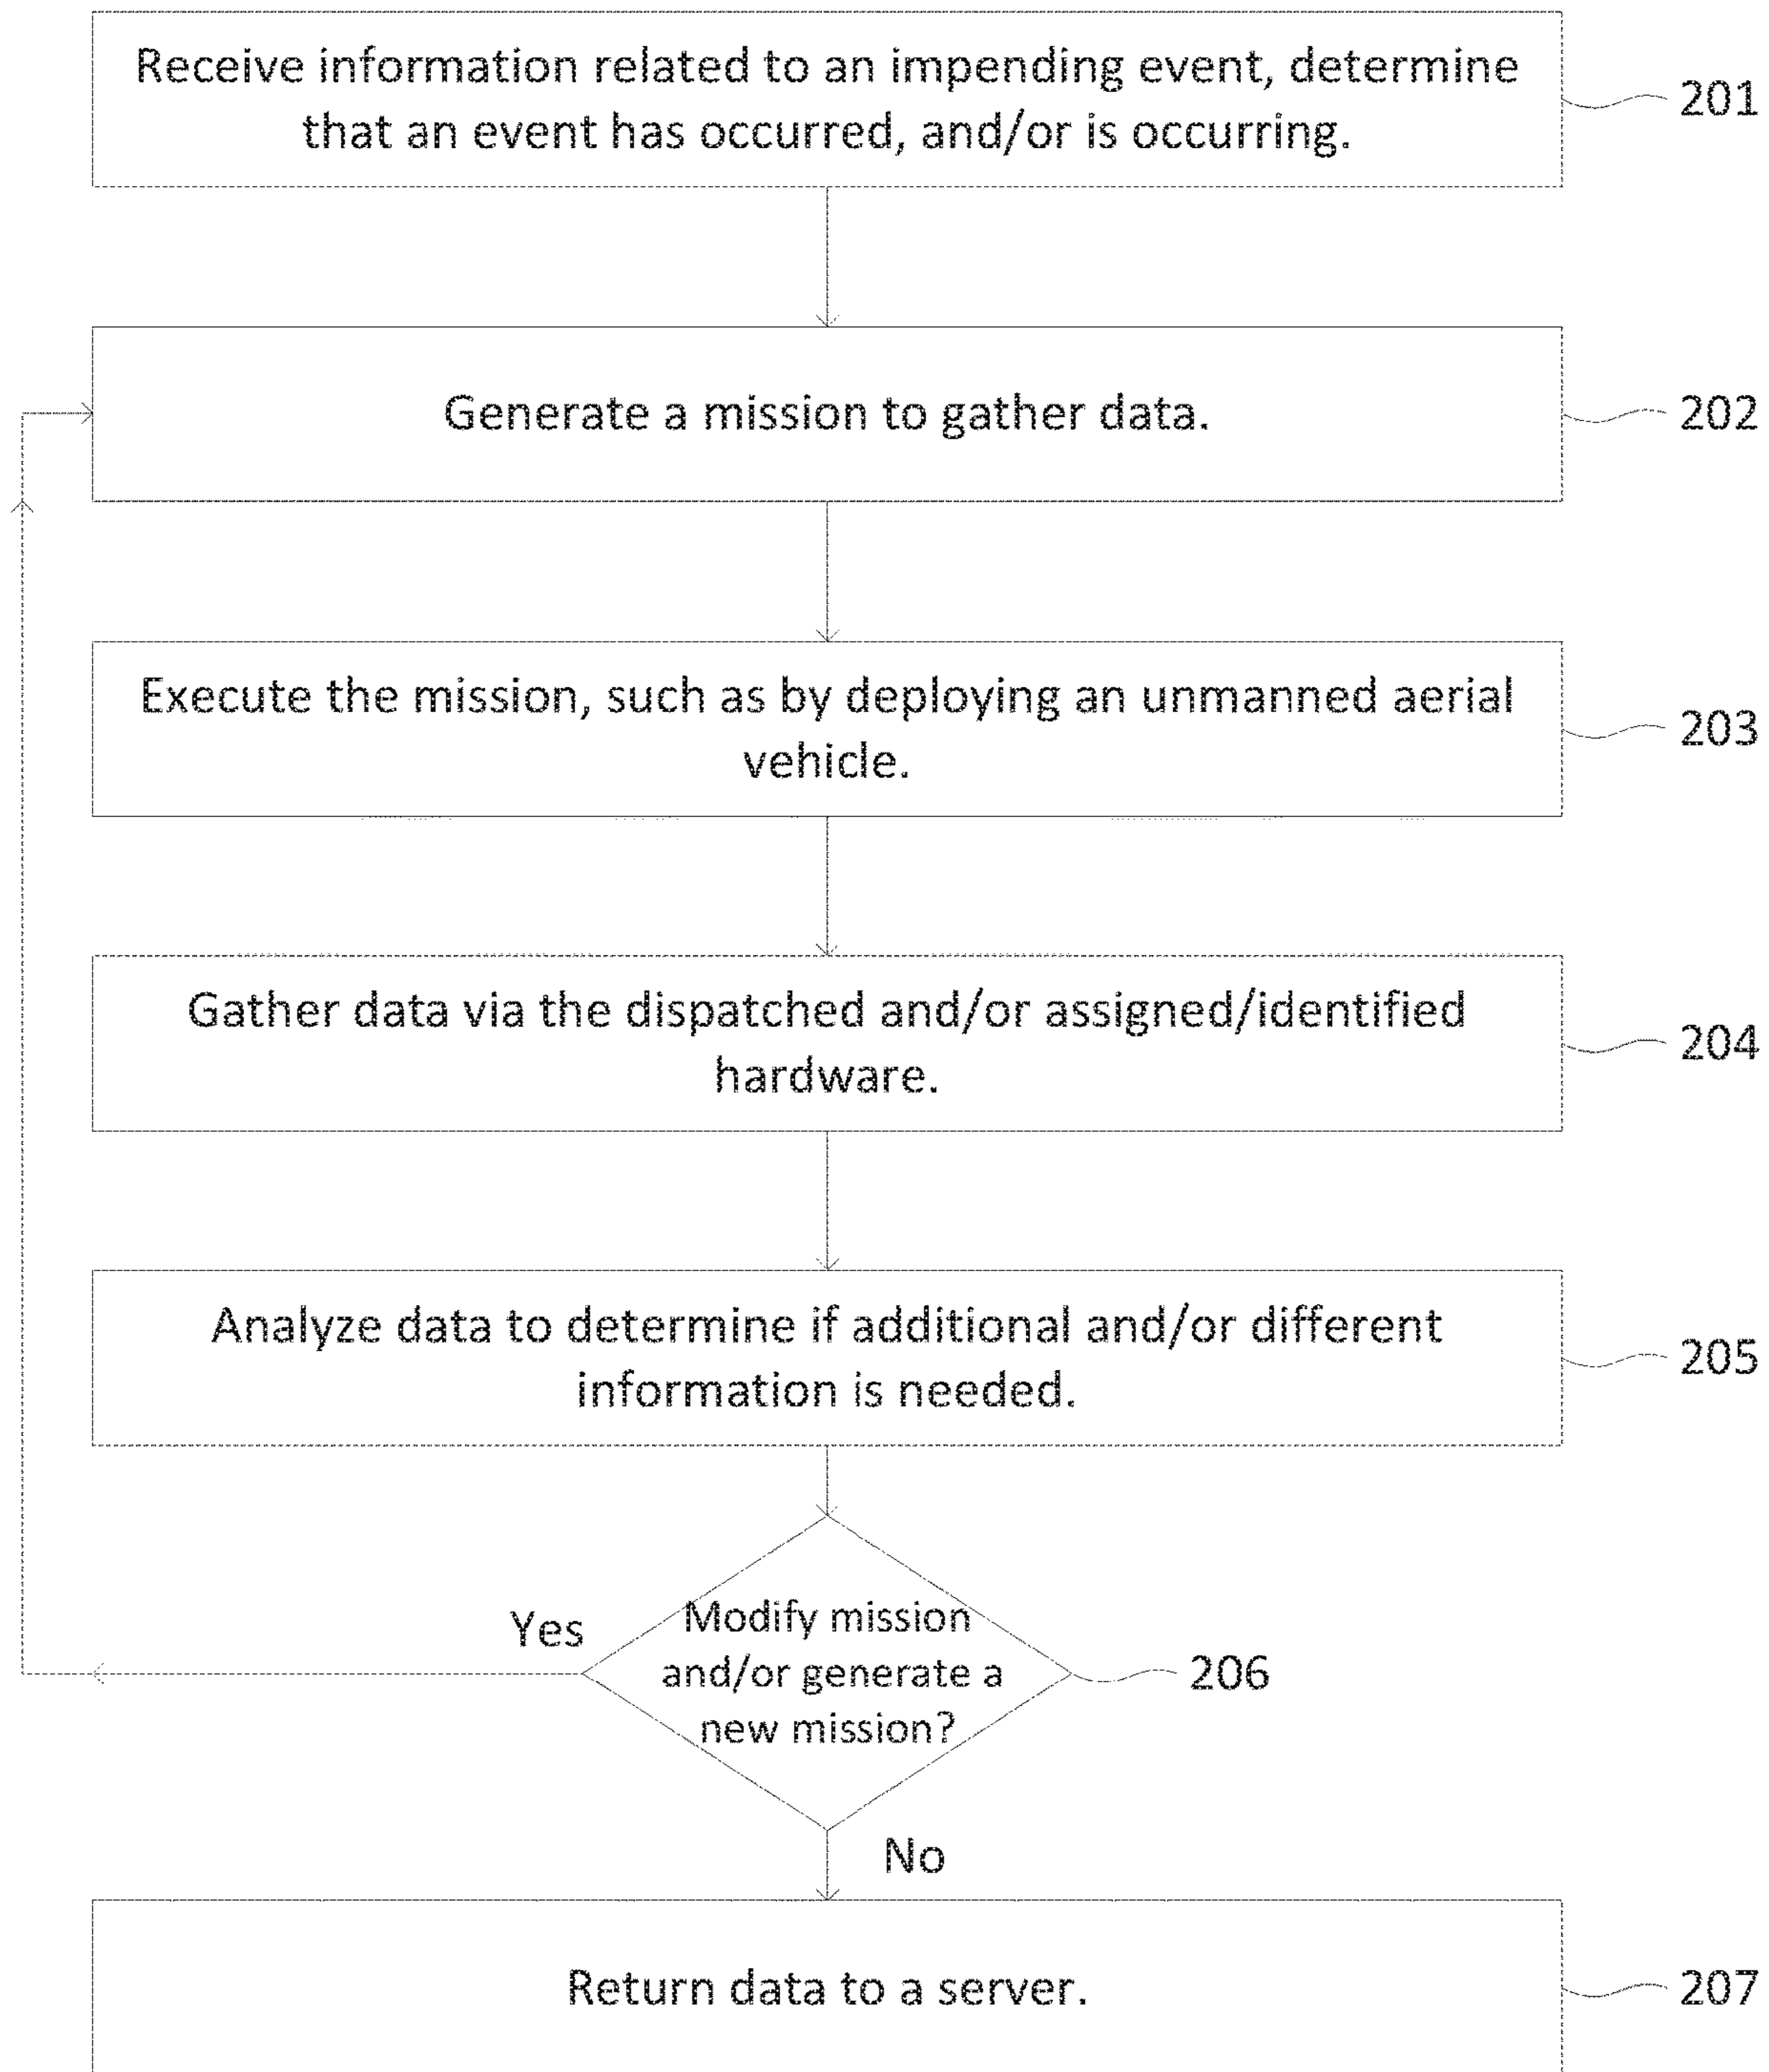 Receive information related to an impending event, determine
that an event has occurred, and/or is occurring.
201
Generate a mission to gather data.
202
Execute the mission, such as by deploying an unmanned aerial
vehicle.
203
Gather data via the dispatched and/or assigned/identified
hardware.
204
Analyze data to determine if additional and/or different
information is needed.
205
Yes
Modify mission
and/or generate a
new mission?
206
No
Return data to a server.
207